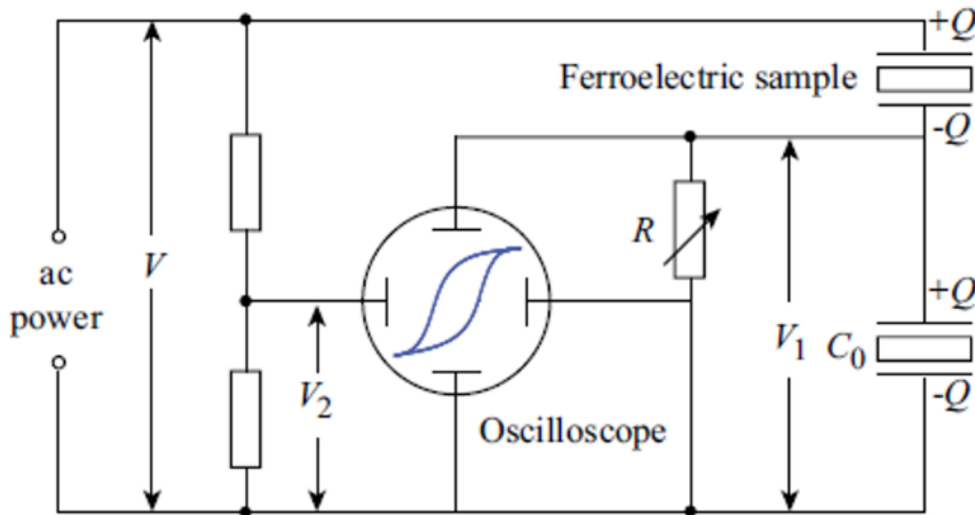 +Q
Ferroelectric sample
-Q
R
ac
power
V
+Q
V1
C0
-Q
V2
Oscilloscope